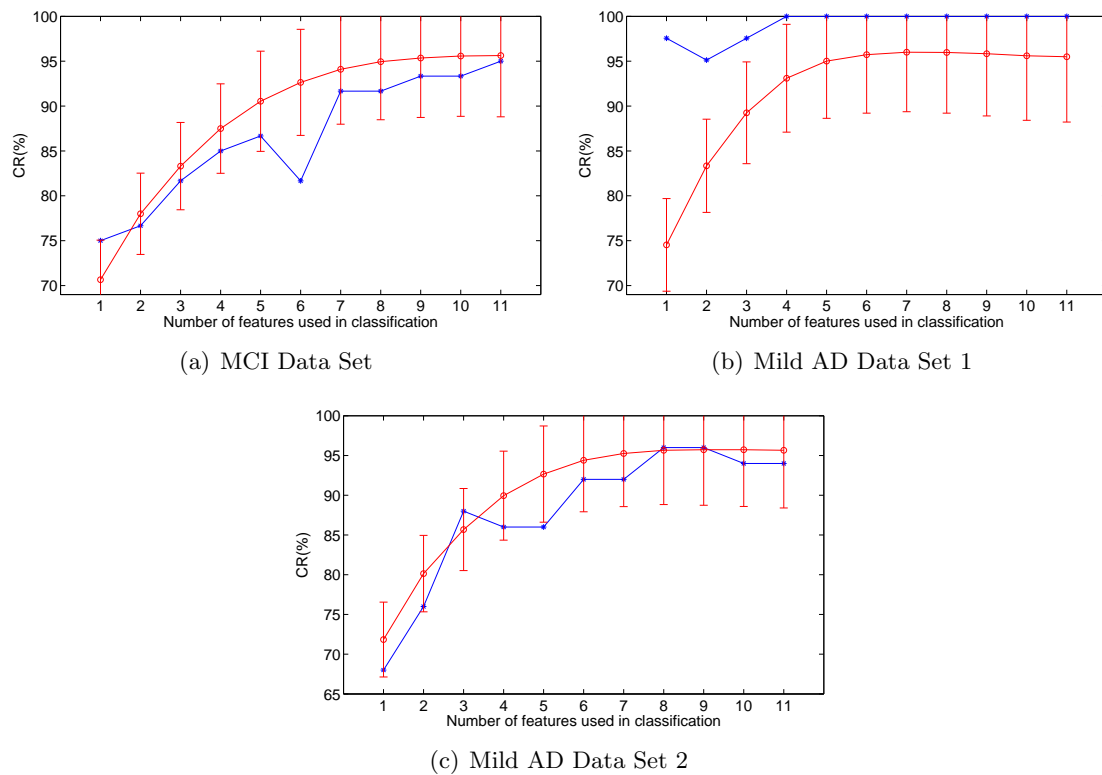 100
95
90
85
80
75
70
CR(%)
1 2 3 4 5 6 7 8 9 10 11
Number of features used in classification
(a) MCI Data Set
100
95
90
85
80
75
70
CR(%)
1 2 3 4 5 6 7 8 9 10 11
Number of features used in classification
(b) Mild AD Data Set 1
100
95
90
85
80
75
70
65
CR(%)
1 2 3 4 5 6 7 8 9 10 11
Number of features used in classification
(c) Mild AD Data Set 2